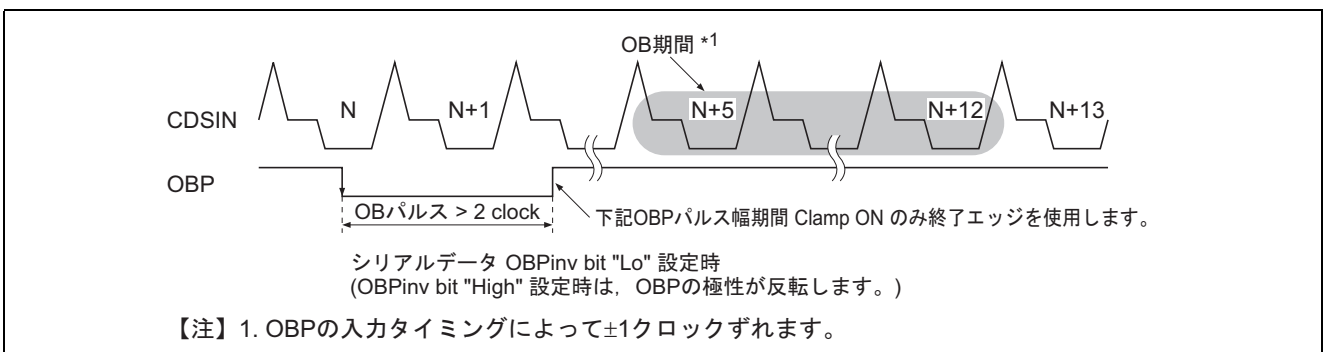 OB期間 *1
CDSIN
N
N+1
N+5
N+12
N+13
OBP
OBパルス > 2 clock
下記OBPパルス幅期間 Clamp ON のみ終了エッジを使用します。
シリアルデータ OBPinv bit "Lo" 設定時
(OBPinv bit "High" 設定時は，OBPの極性が反転します。)
【注】1. OBPの入力タイミングによって±1クロックずれます。